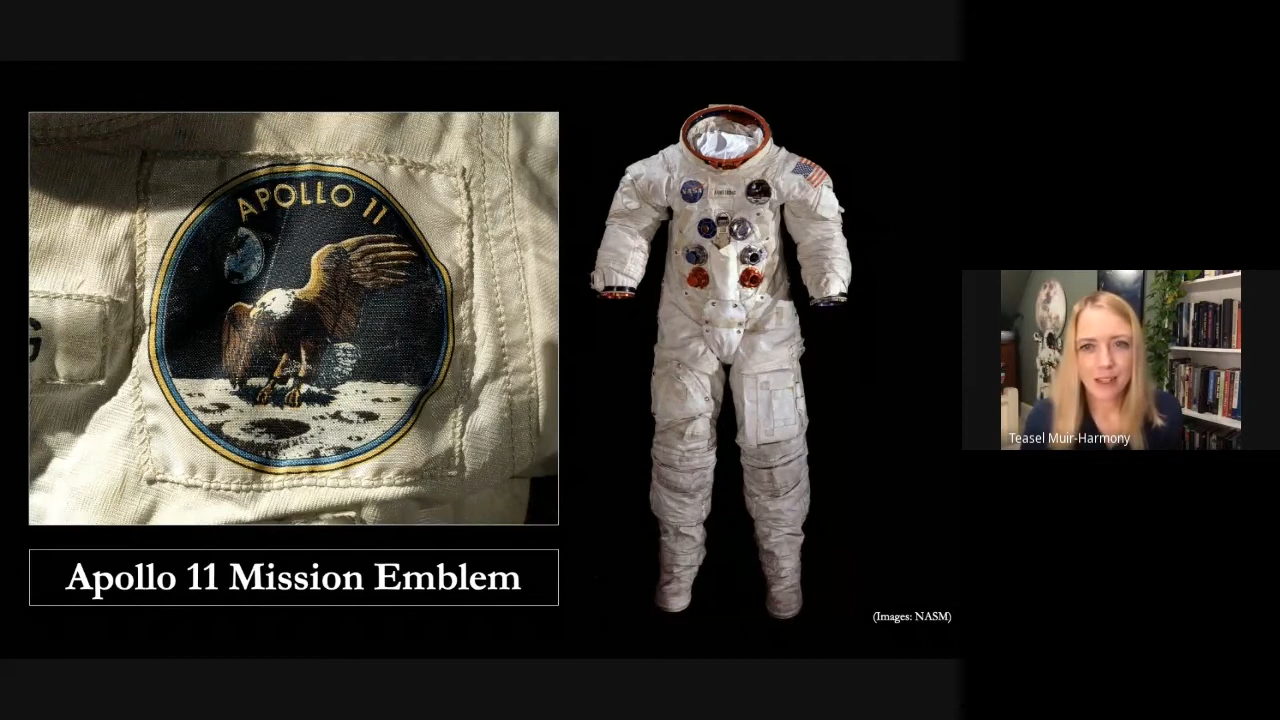 APOLLO 11
Apollo 11 Mission Emblem
(Images: NASM)
Teasel Muir-Harmony